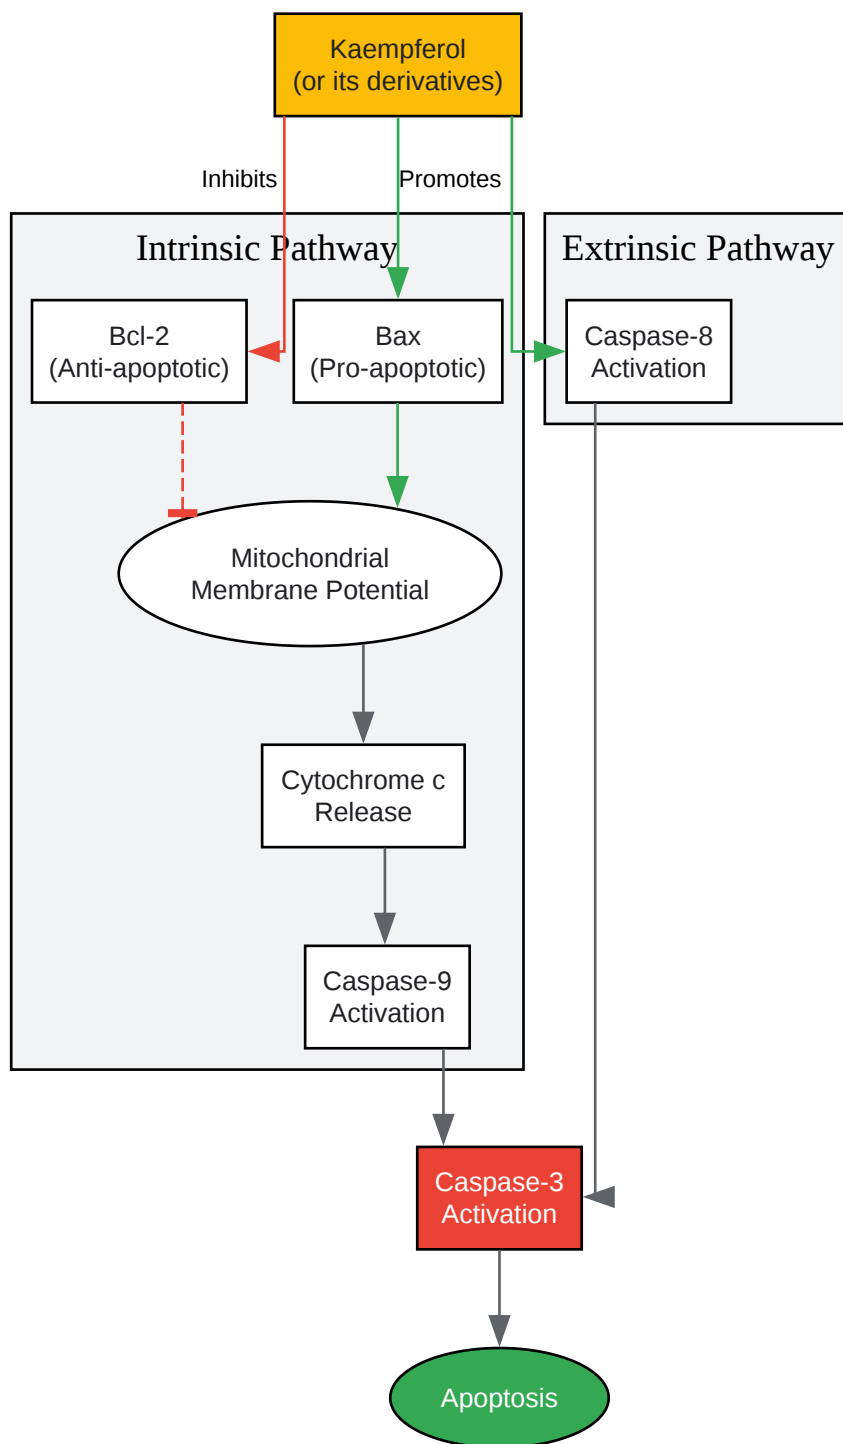 Kaempferol
(or its derivatives)
Inhibits
Promotes
Intrinsic Pathway
Extrinsic Pathway
Bcl-2
(Anti-apoptotic)
Bax
(Pro-apoptotic)
Caspase-8
Activation
Mitochondrial
Membrane Potential
Cytochrome c
Release
Caspase-9
Activation
Caspase-3
Activation
Apoptosis